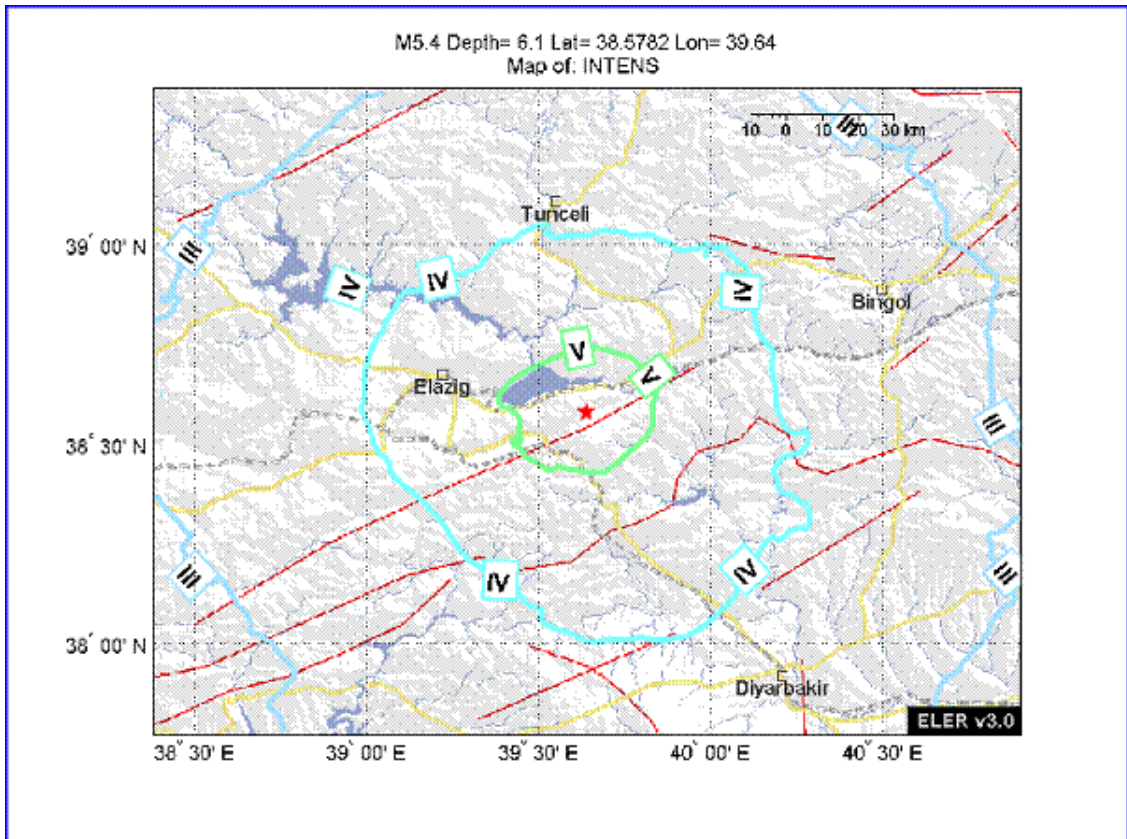 M5.4 Depth= 6.1 Lat= 38.5782 Lon= 39.64
Map of: INTENS
10 0 10 20 30 km
III
Tunceli
39° 00' N
III
IV
IV
IV
Bingol
V
V
Elazig
III
38° 30' N
III
IV
IV
III
38° 00' N
Diyarbakir
ELER v3.0
38° 30' E
39° 00' E
39° 30' E
40° 00' E
40° 30' E